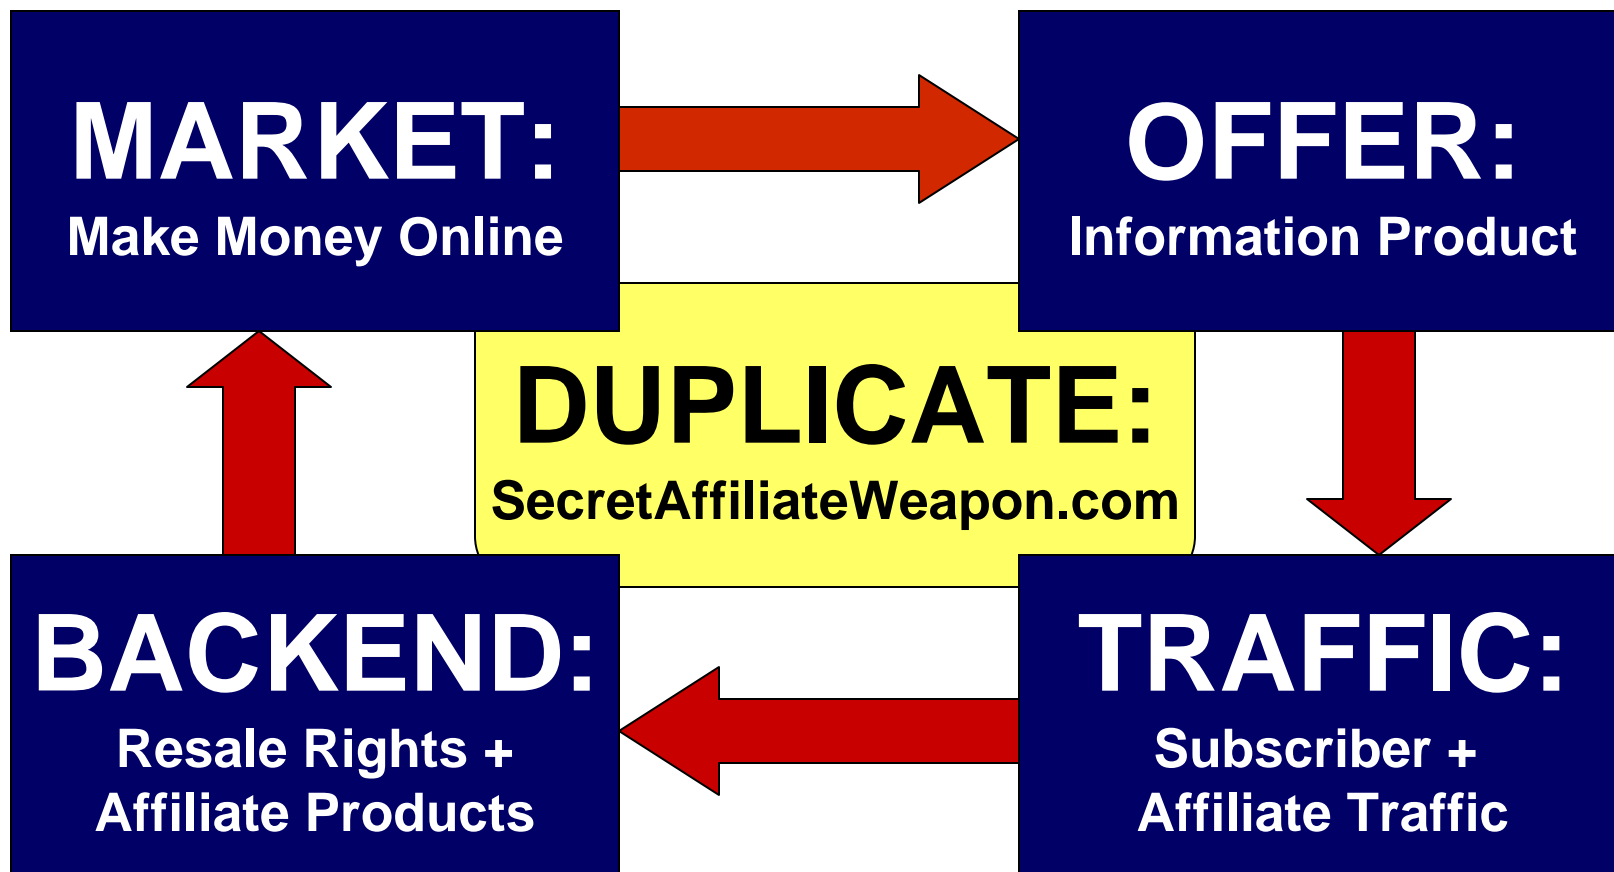 MARKET:
Make Money Online
OFFER:
Information Product
DUPLICATE:
SecretAffiliateWeapon.com
BACKEND:
Resale Rights +
Affiliate Products
TRAFFIC:
Subscriber +
Affiliate Traffic